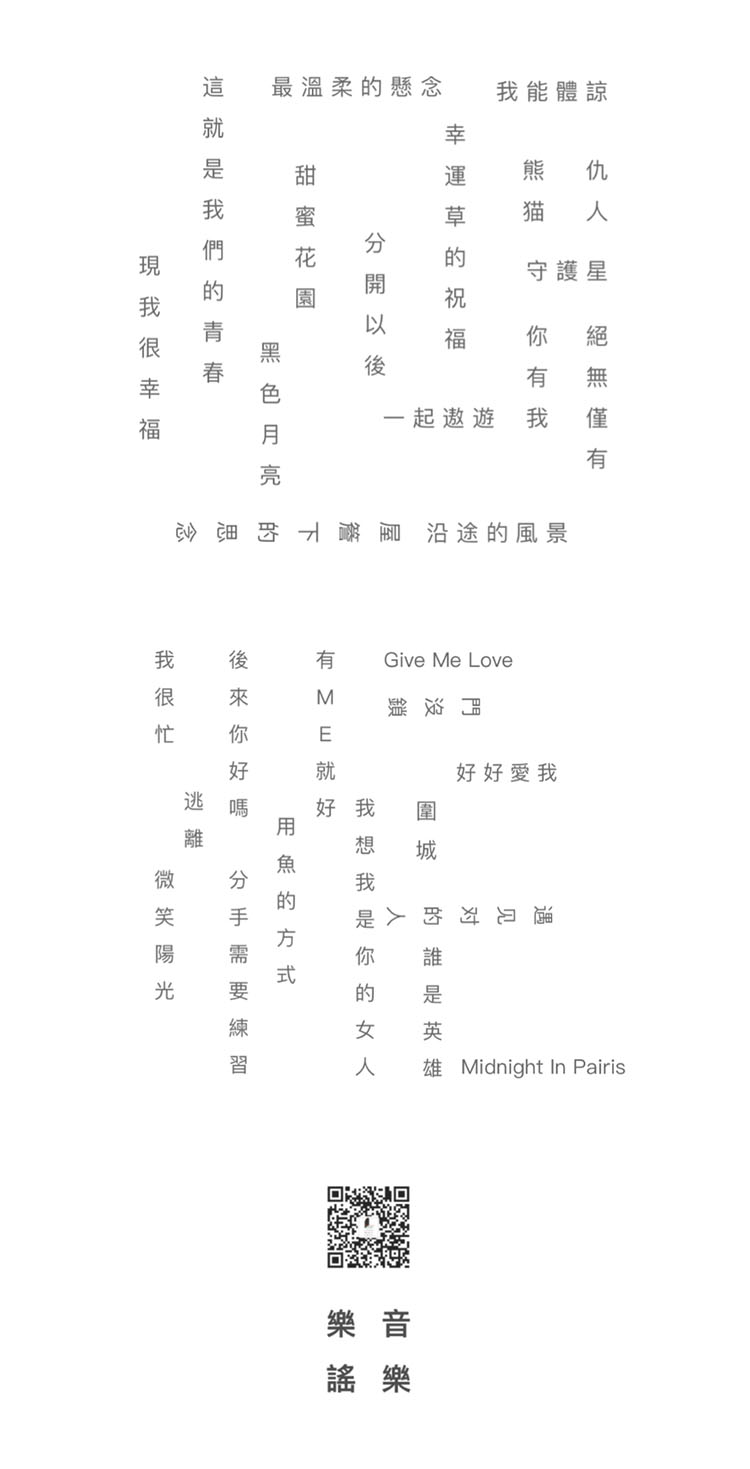 這就是我們的青春
最溫柔的懸念
我能體諒
幸運草的祝福
甜蜜花園
熊猫
仇人
分開以後
現我很幸福
守護星
黑色月亮
你有我
絕無僅有
一起遨遊
屋簷下的思念
沿途的風景
我很忙
後來你好嗎
有ME就好
Give Me Love
門沒鎖
好好愛我
逃離
用魚的方式
我想我是你的女人
圍城
微笑陽光
分手需要練習
遇见对的人
誰是英雄
Midnight In Pairis
音樂
樂謠